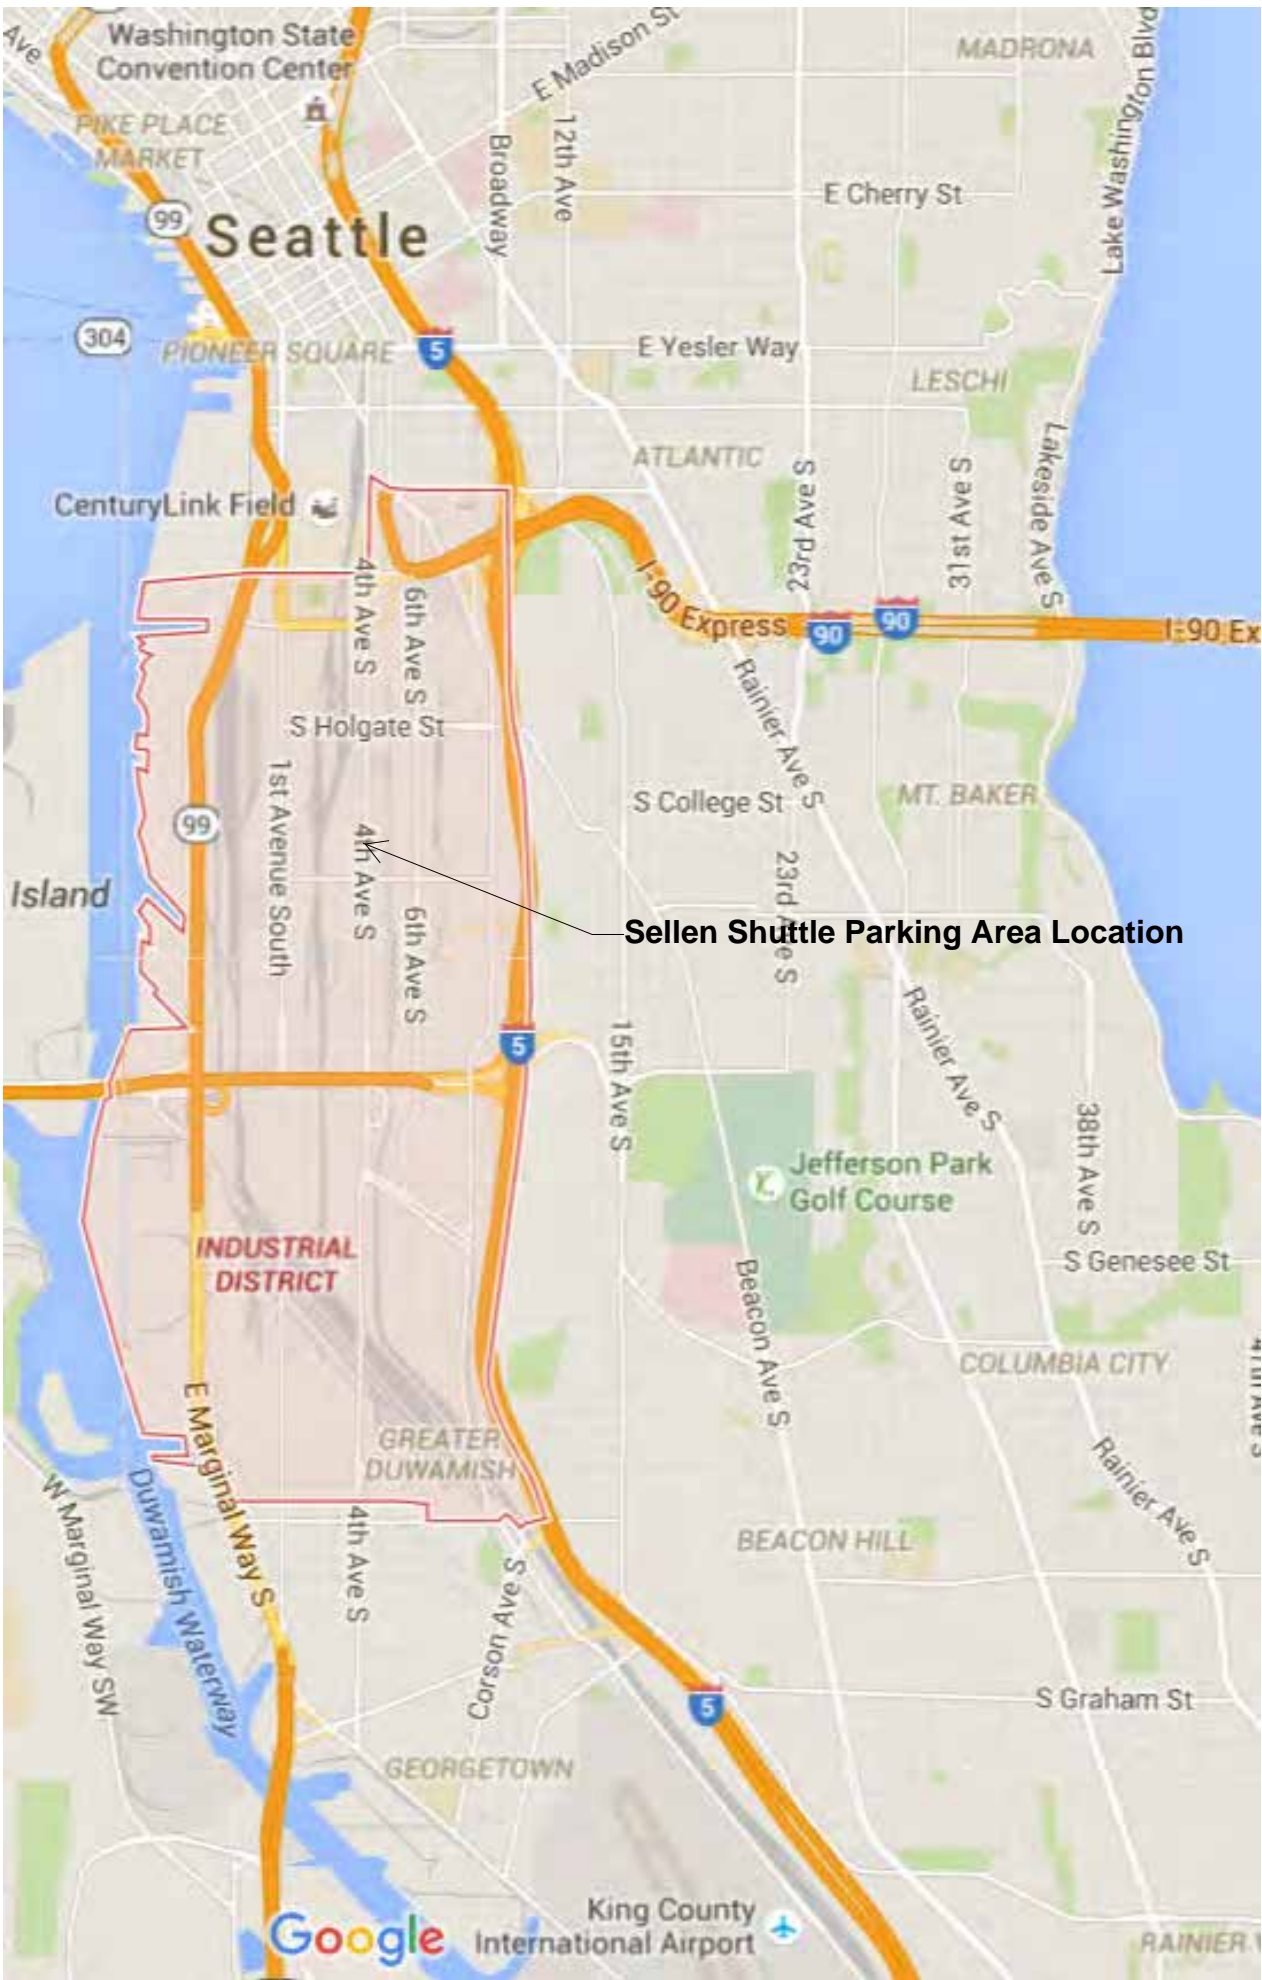 Ave
Washington State
Convention Center
E Madison St
MADRONA
Lake Washington Blvd
PIKE PLACE
MARKET
Broadway
12th Ave
E Cherry St
99
Seattle
304
PIONEER SQUARE
5
E Yesler Way
LESCHI
ATLANTIC
23rd Ave S
31st Ave S
Lakeside Ave S
CenturyLink Field
4th Ave S
6th Ave S
I-90 Express
90
90
I-90 Ex
Rainier Ave S
S Holgate St
1st Avenue South
99
4th Ave S
6th Ave S
S College St
MT. BAKER
23rd Ave S
Island
Sellen Shuttle Parking Area Location
Rainier Ave S
5
15th Ave S
38th Ave S
Jefferson Park
Golf Course
INDUSTRIAL
DISTRICT
S Genesee St
Beacon Ave S
COLUMBIA CITY
47th Ave S
E Marginal Way S
GREATER
DUWAMISH
Rainier Ave S
W Marginal Way SW
Duwamish Waterway
4th Ave S
Corson Ave S
BEACON HILL
5
S Graham St
GEORGETOWN
Google
King County
International Airport
RAINIER